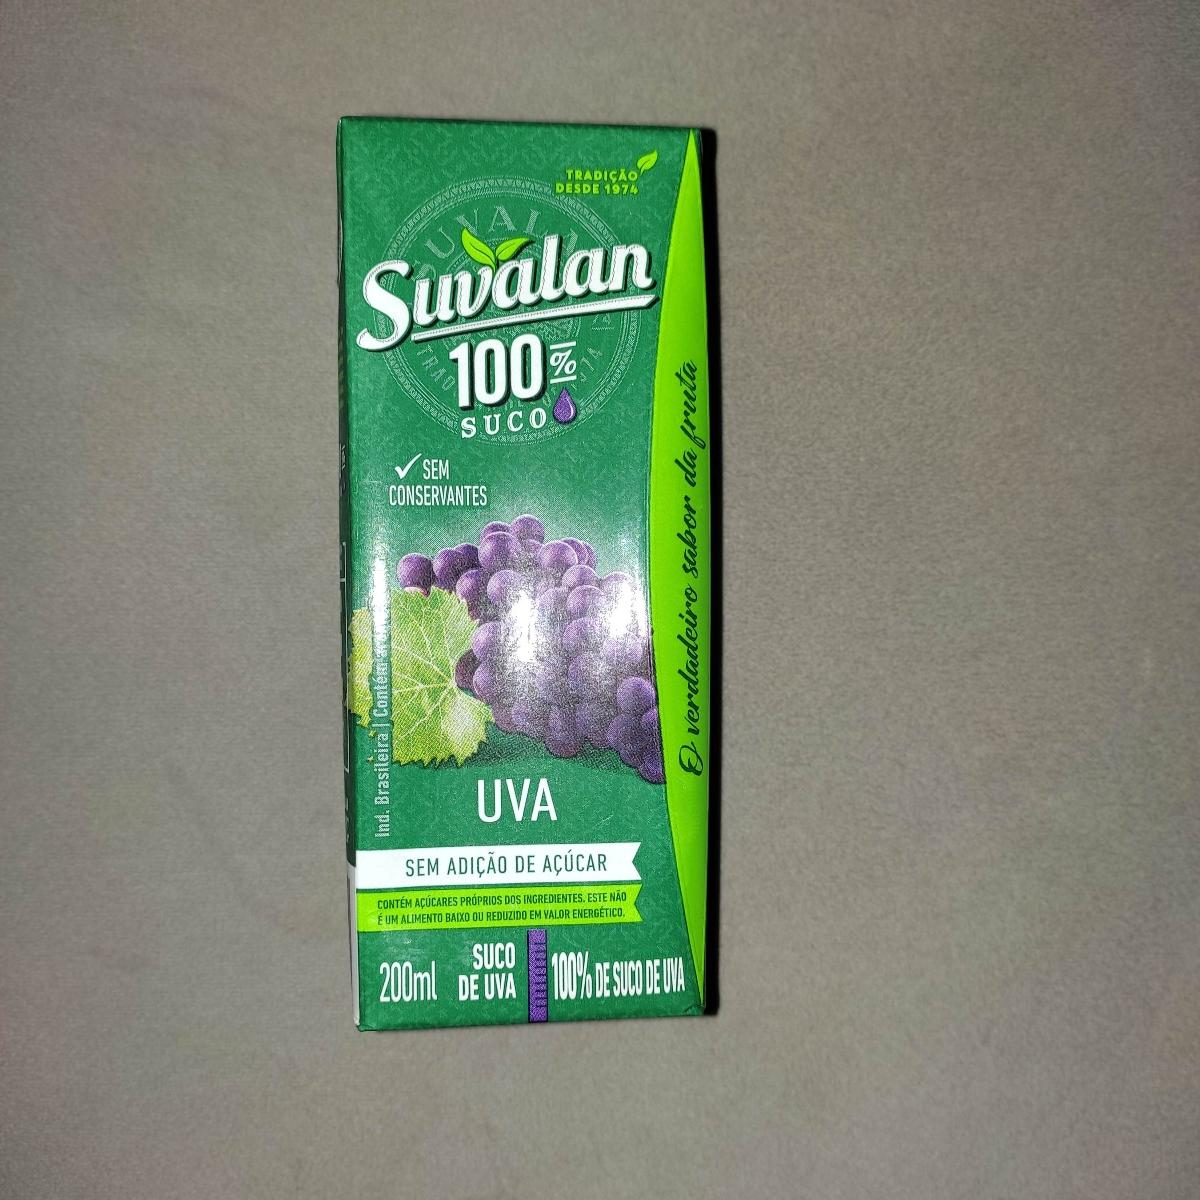 TRADIÇÃO
DESDE 1974
Suvalan
100%
SUCO
SEM
CONSERVANTES
O verdadeiro sabor da fruta
Ind. Brasileira | Contém
UVA
SEM ADIÇÃO DE AÇÚCAR
CONTÉM AÇÚCARES PRÓPRIOS DOS INGREDIENTES. ESTE NÃO
É UM ALIMENTO BAIXO OU REDUZIDO EM VALOR ENERGÉTICO.
200ml
SUCO
DE UVA
100% DE SUCO DE UVA